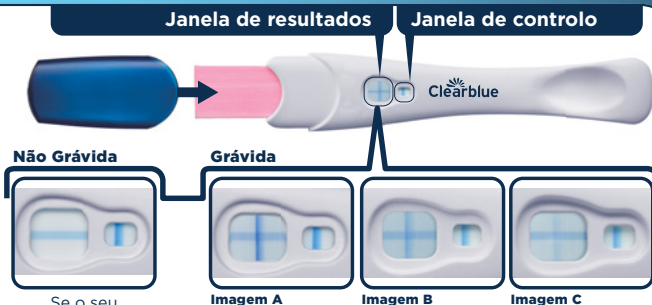 Janela de resultados
Janela de controlo
Clearblue
Não Grávida
Grávida
Se o seu
Imagem A
Imagem B
Imagem C